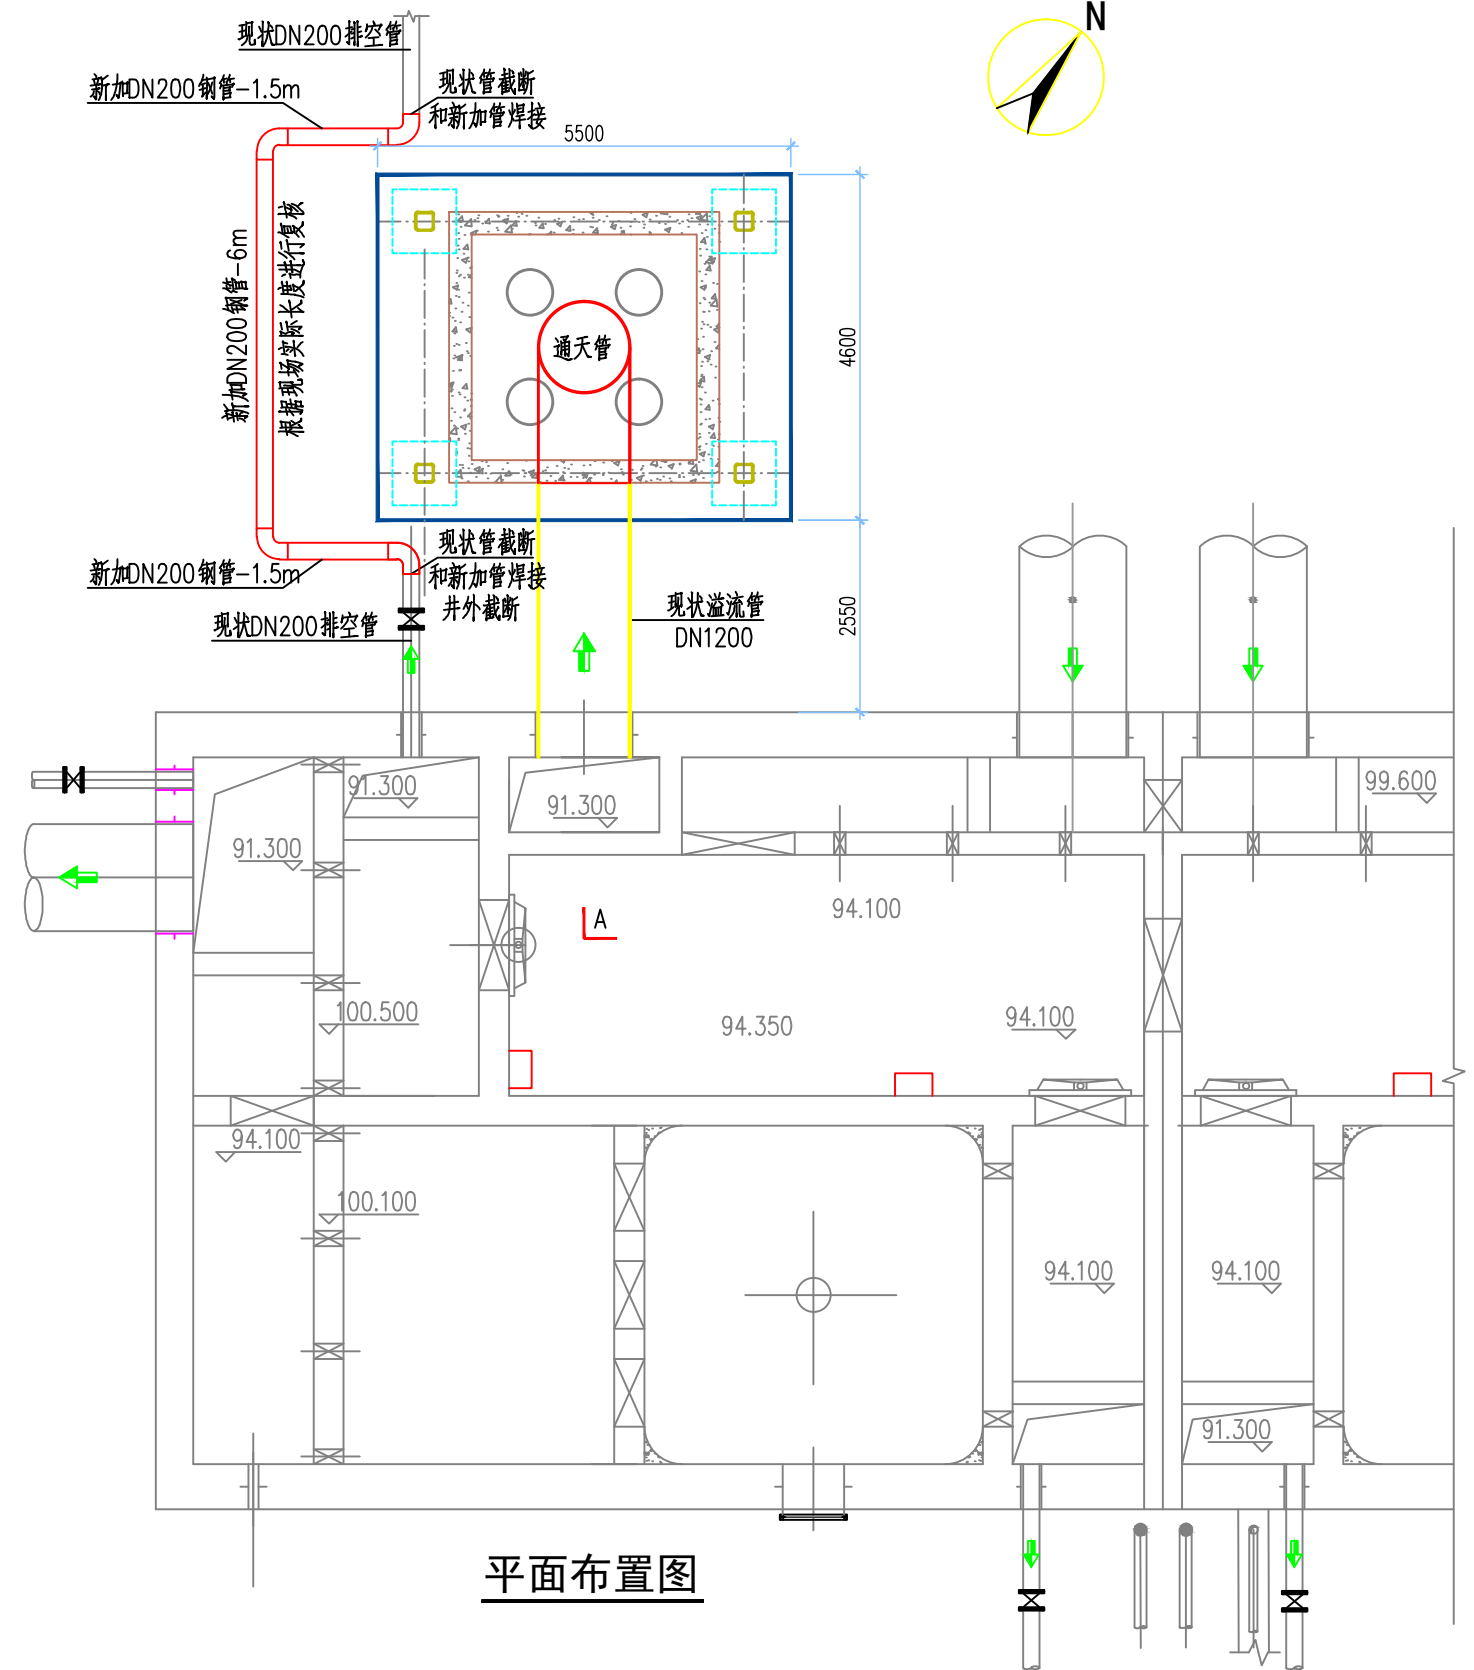 N
现状DN200排空管
新加DN200钢管-1.5m
现状管截断
和新加管焊接
5500
新加DN200钢管-6m
根据现场实际长度进行复核
通天管
4600
现状管截断
和新加管焊接
井外截断
新加DN200钢管-1.5m
现状DN200排空管
现状溢流管
DN1200
2550
91.300
91.300
91.300
99.600
94.100
A
100.500
94.350
94.100
94.100
100.100
94.100
94.100
91.300
平面布置图